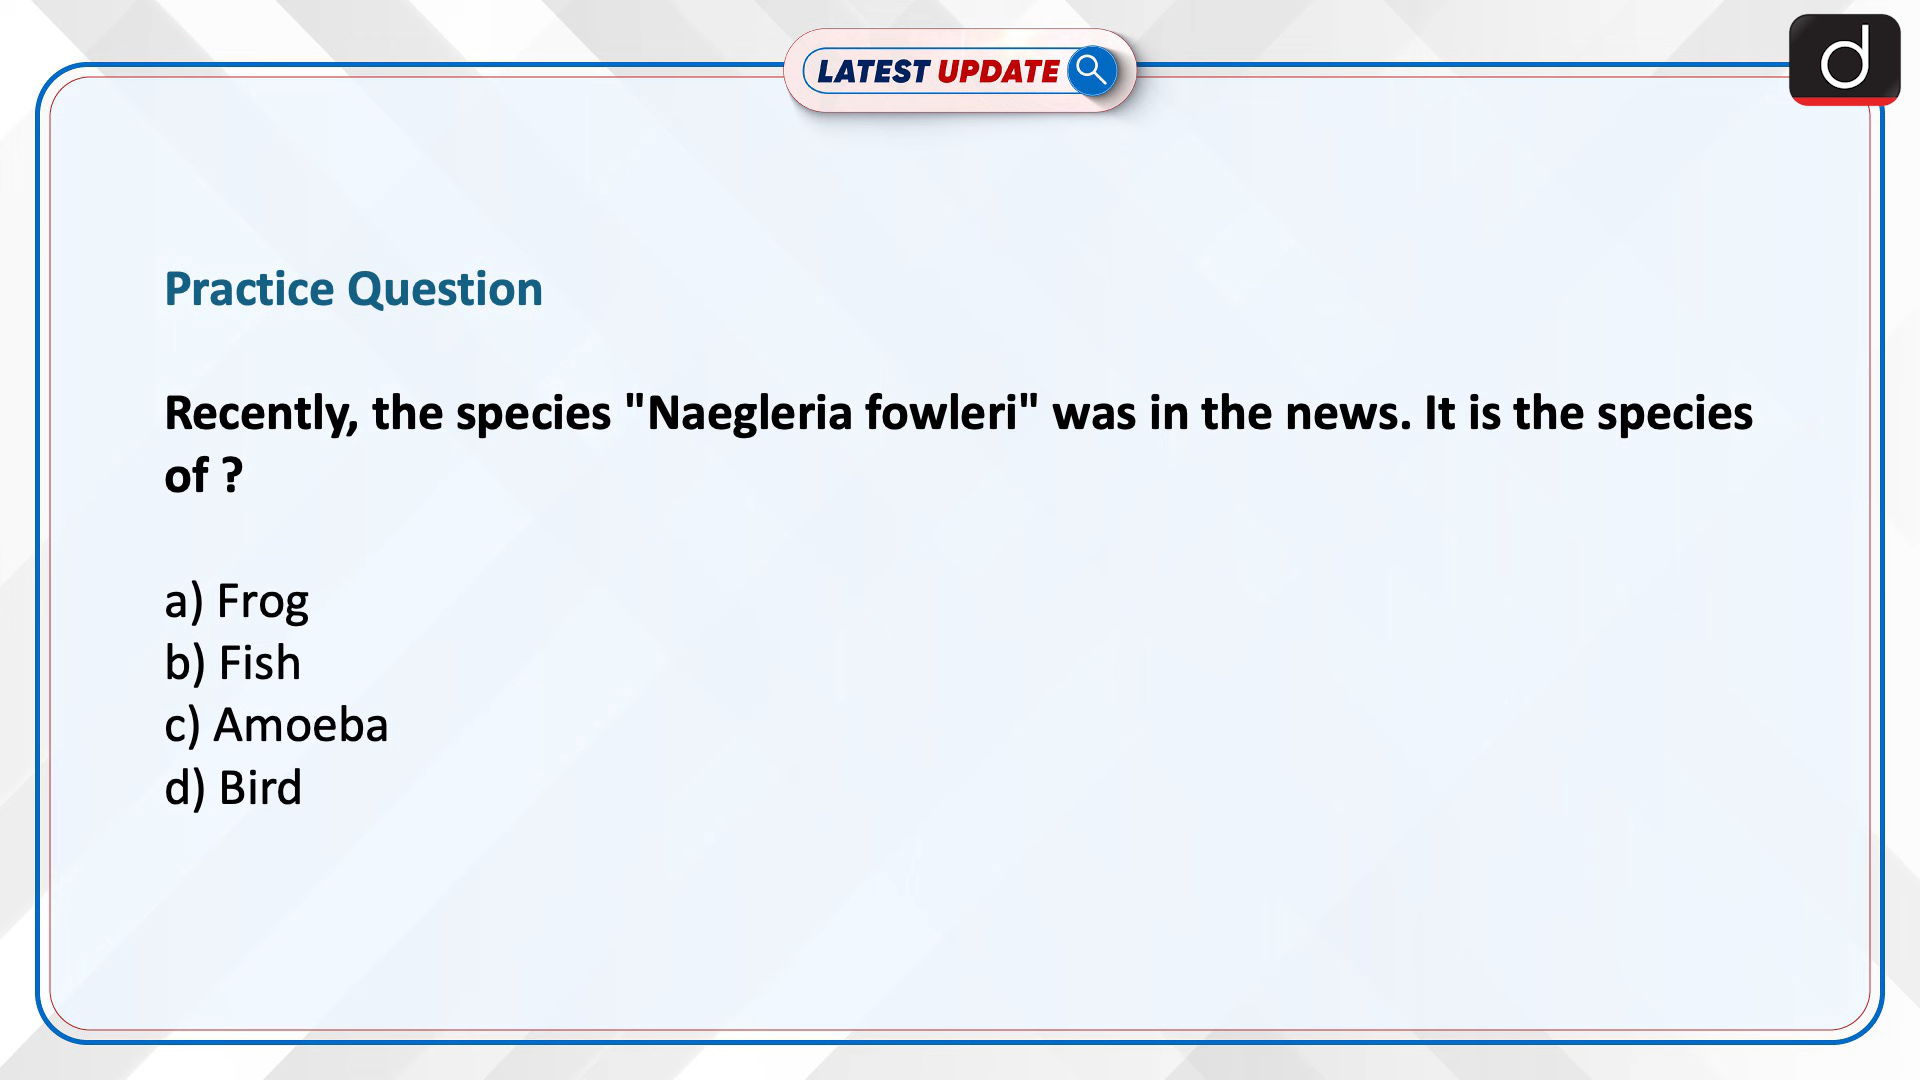 LATEST UPDATE
d
Practice Question
Recently, the species "Naegleria fowleri" was in the news. It is the species
of ?
a) Frog
b) Fish
c) Amoeba
d) Bird